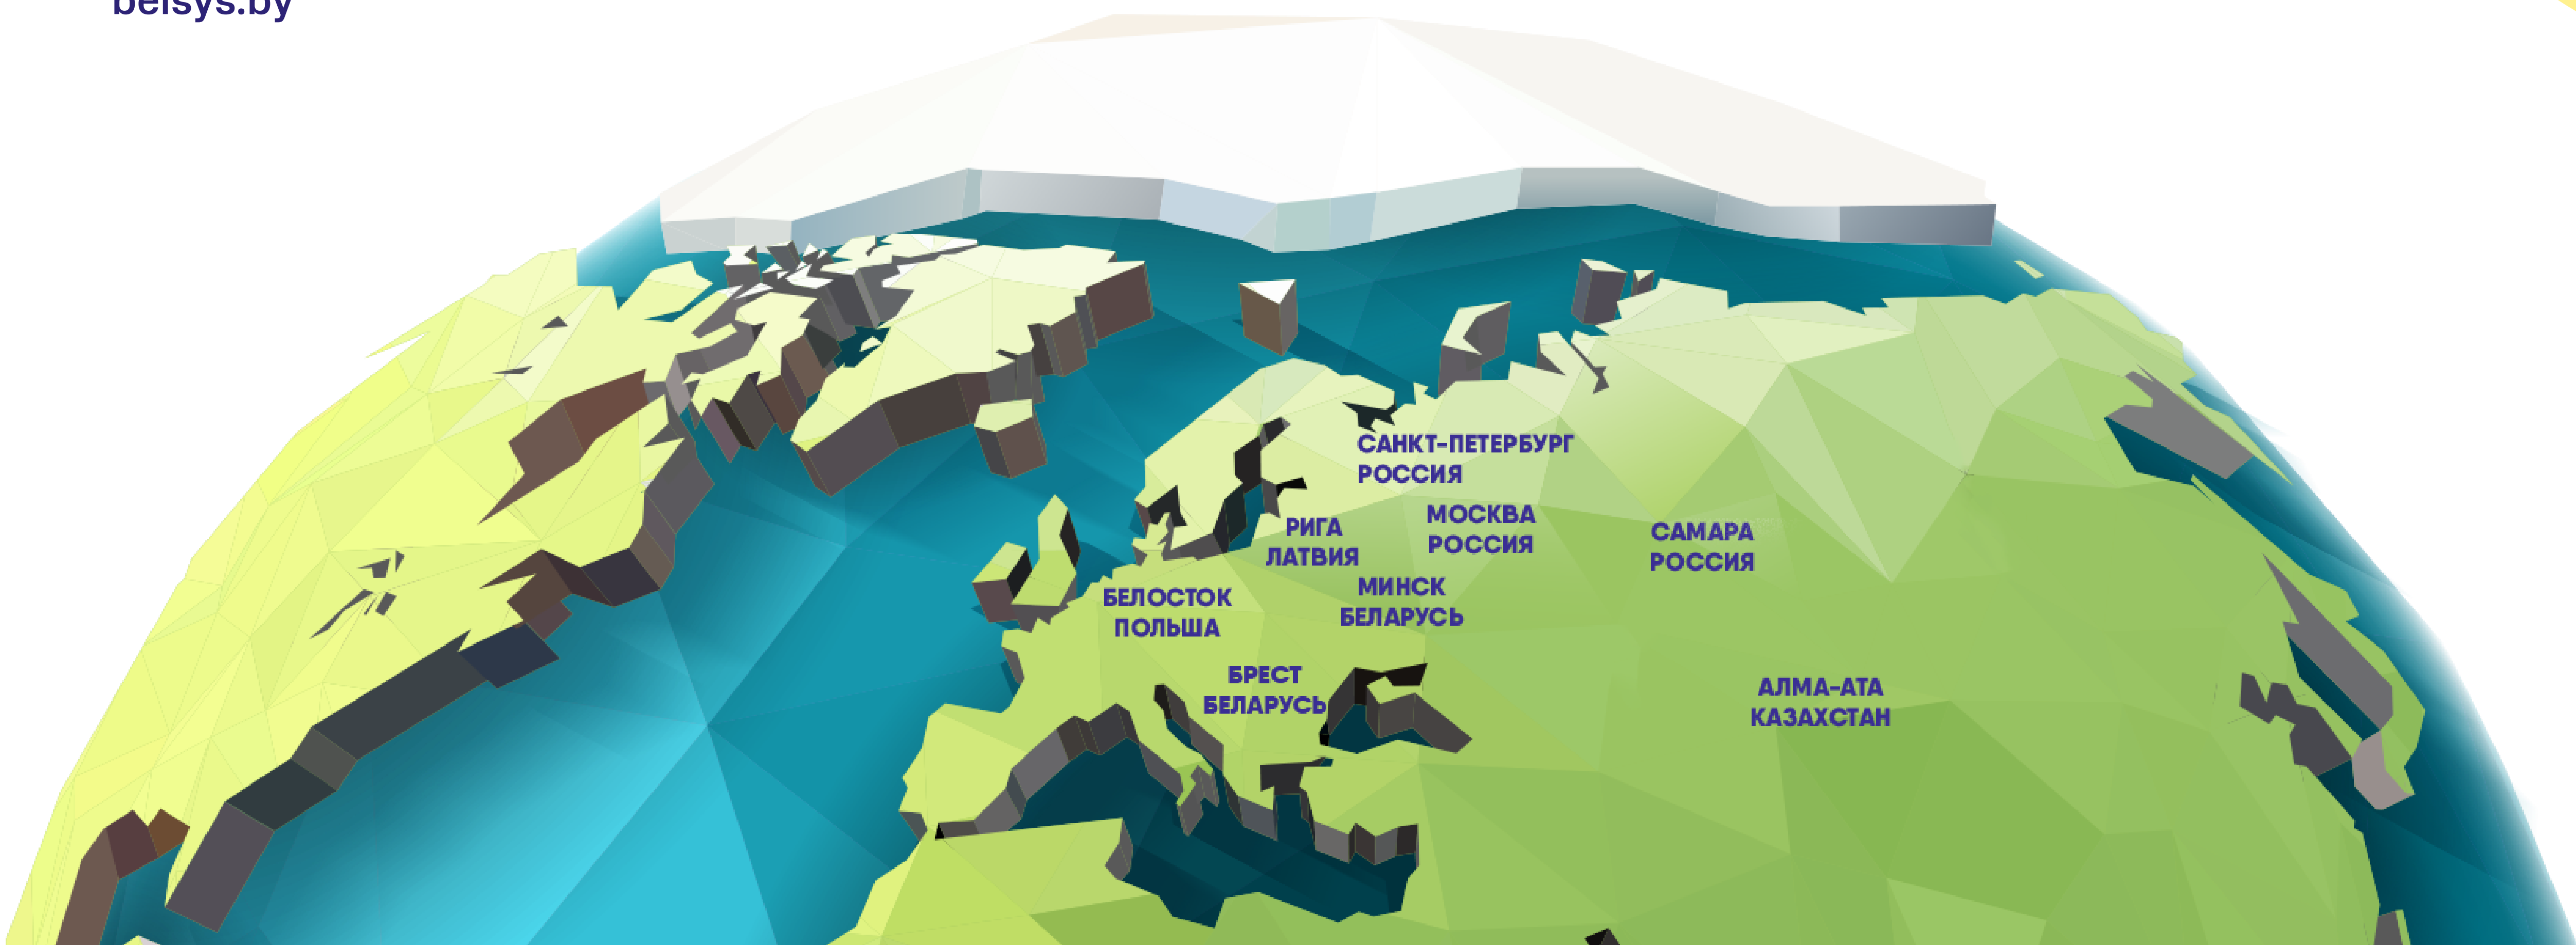 belsys.by
САНКТ-ПЕТЕРБУРГ
РОССИЯ
МОСКВА
РОССИЯ
РИГА
ЛАТВИЯ
САМАРА
РОССИЯ
МИНСК
БЕЛАРУСЬ
БЕЛОСТОК
ПОЛЬША
БРЕСТ
БЕЛАРУСЬ
АЛМА-АТА
КАЗАХСТАН